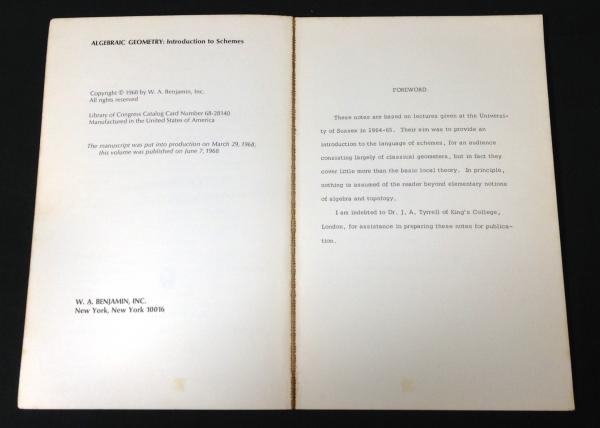 ALGEBRAIC GEOMETRY: Introduction to Schemes
Copyright © 1968 by W. A. Benjamin, Inc.
All rights reserved
Library of Congress Catalog Card Number 68-28140
Manufactured in the United States of America
The manuscript was put into production on March 29, 1968;
this volume was published on June 7, 1968
W. A. BENJAMIN, INC.
New York, New York 10016
FOREWORD
These notes are based on lectures given at the Universi-
ty of Sussex in 1964-65. Their aim was to provide an
introduction to the language of schemes, for an audience
consisting largely of classical geometers, but in fact they
cover little more than the basic local theory. In principle,
nothing is assumed of the reader beyond elementary notions
of algebra and topology.
I am indebted to Dr. J. A. Tyrrell of King's College,
London, for assistance in preparing these notes for publica-
tion.